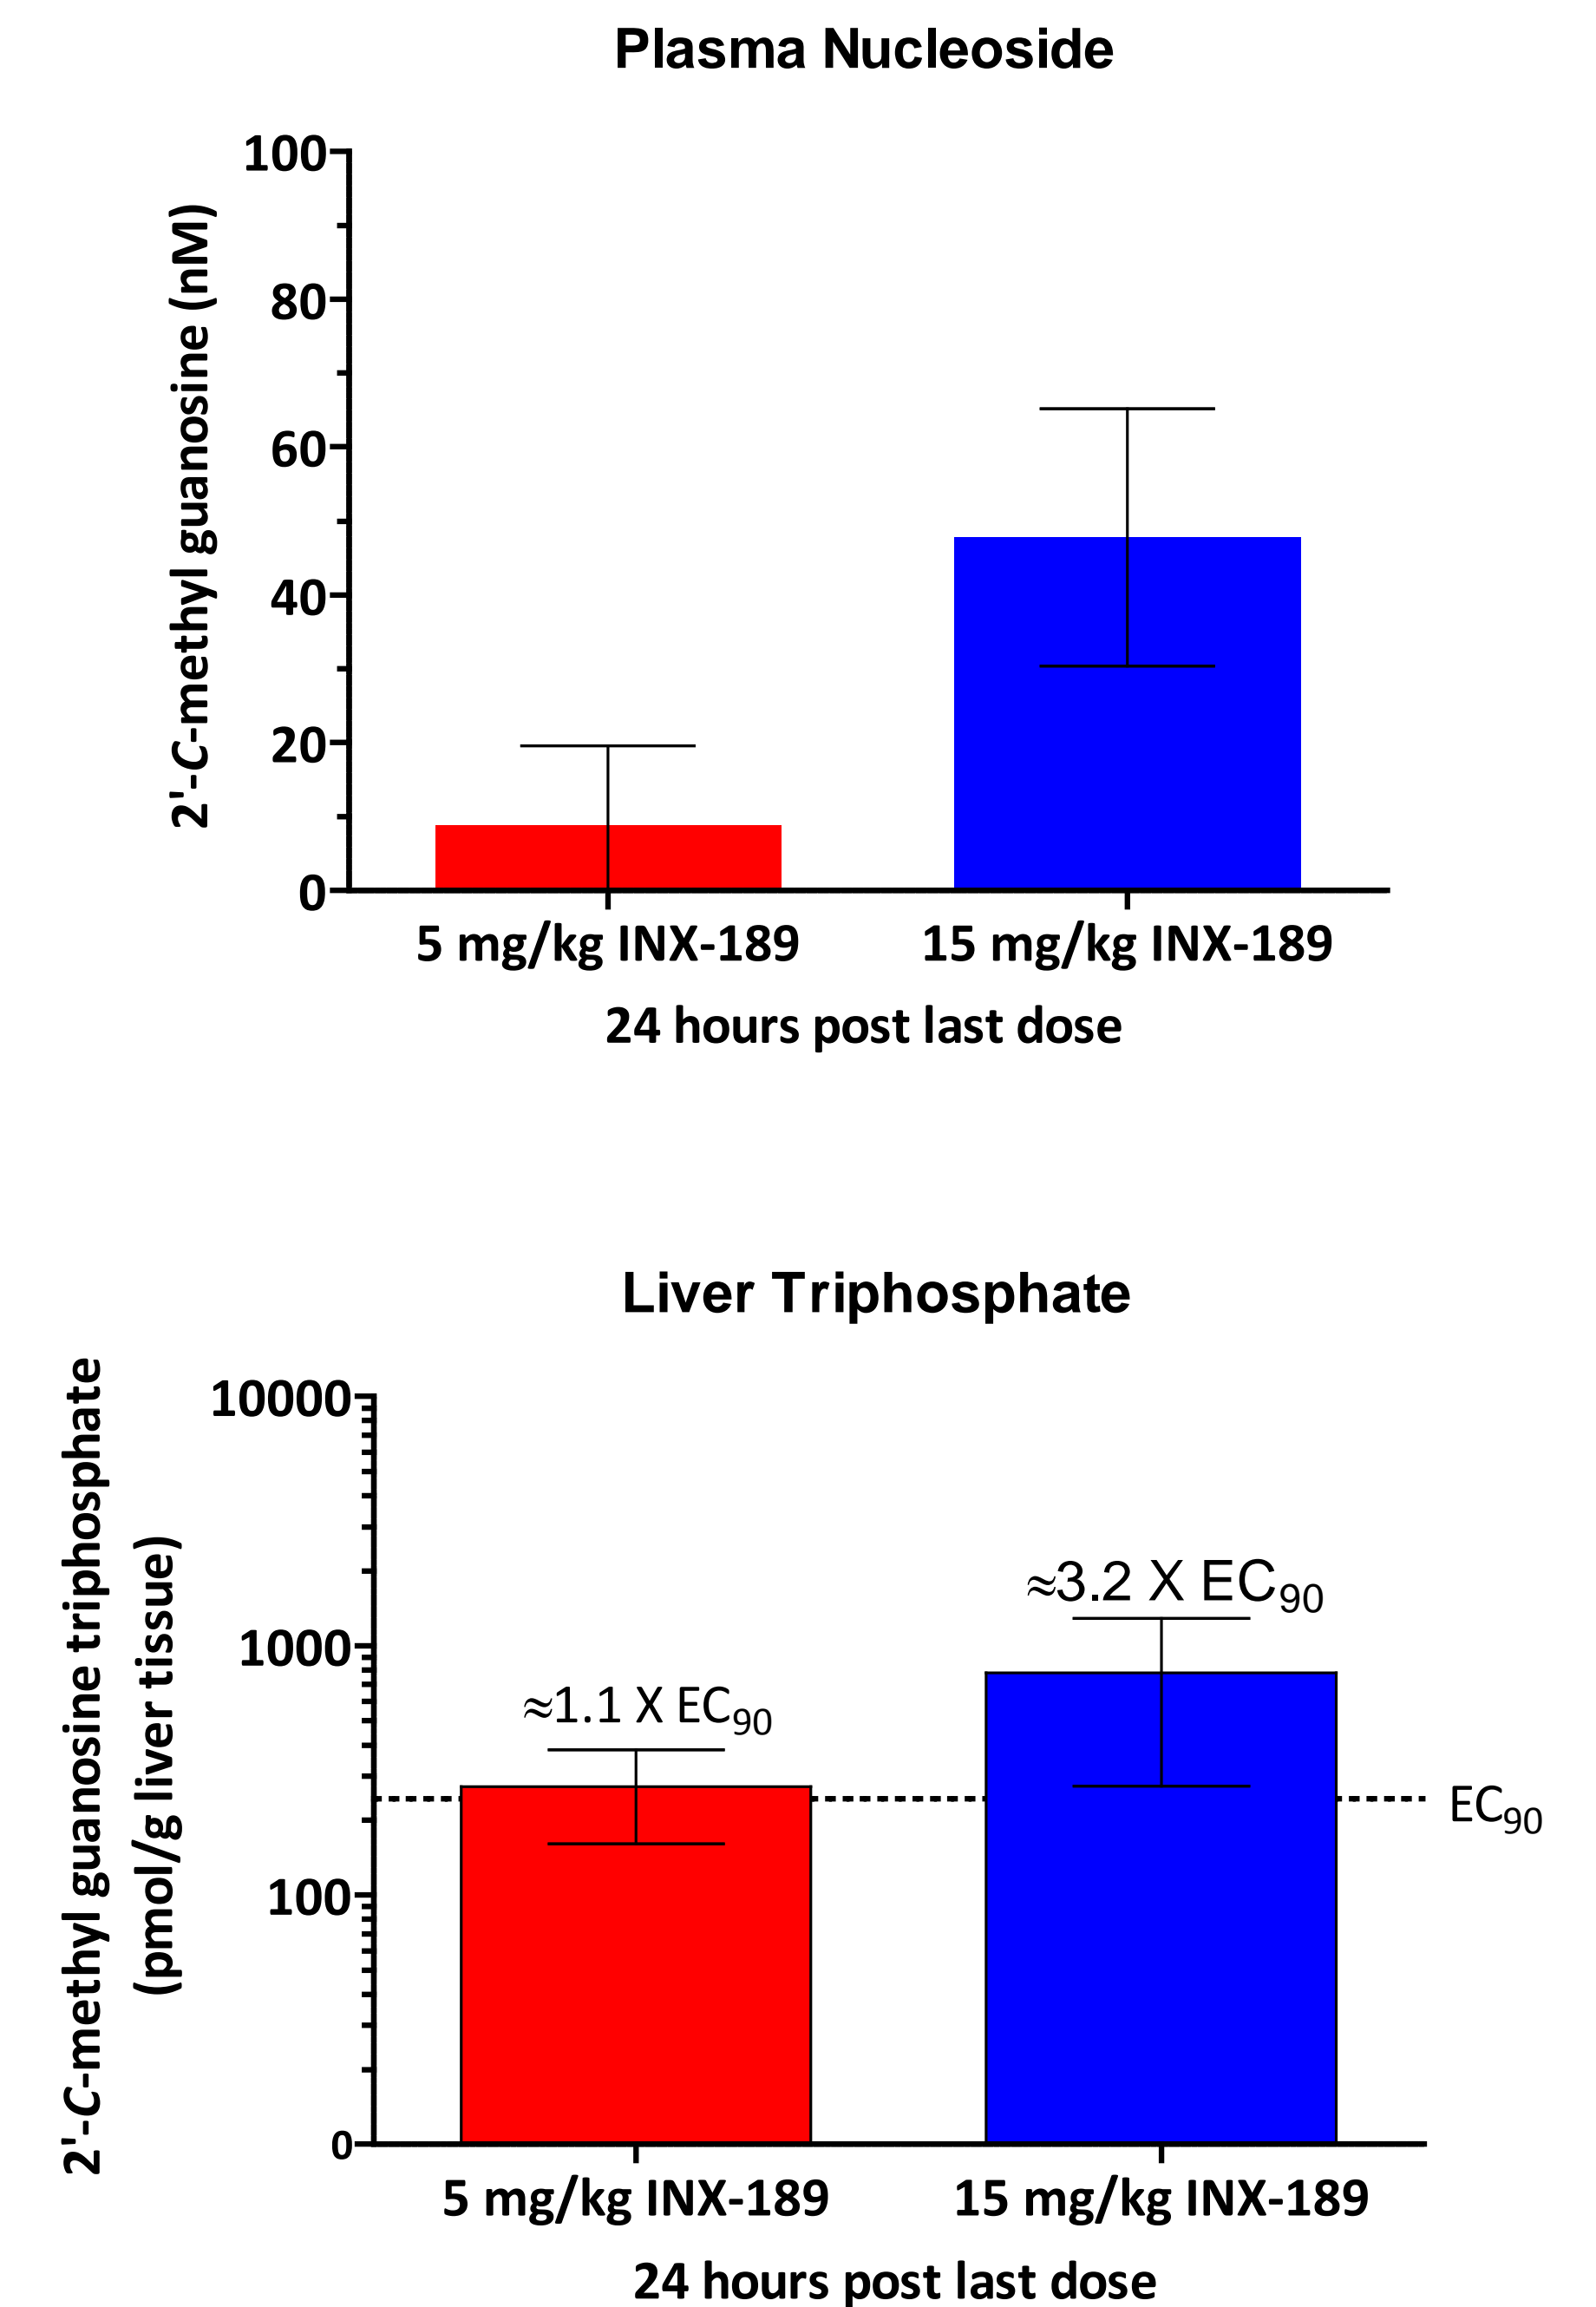 Plasma Nucleoside
2'-C-methyl guanosine (nM)
100
80
60
40
20
0
5 mg/kg INX-189 15 mg/kg INX-189
24 hours post last dose
Liver Triphosphate
2'-C-methyl guanosine triphosphate
(pmol/g liver tissue)
10000
1000
100
0
≈1.1 X EC90
≈3.2 X EC90
EC90
5 mg/kg INX-189 15 mg/kg INX-189
24 hours post last dose